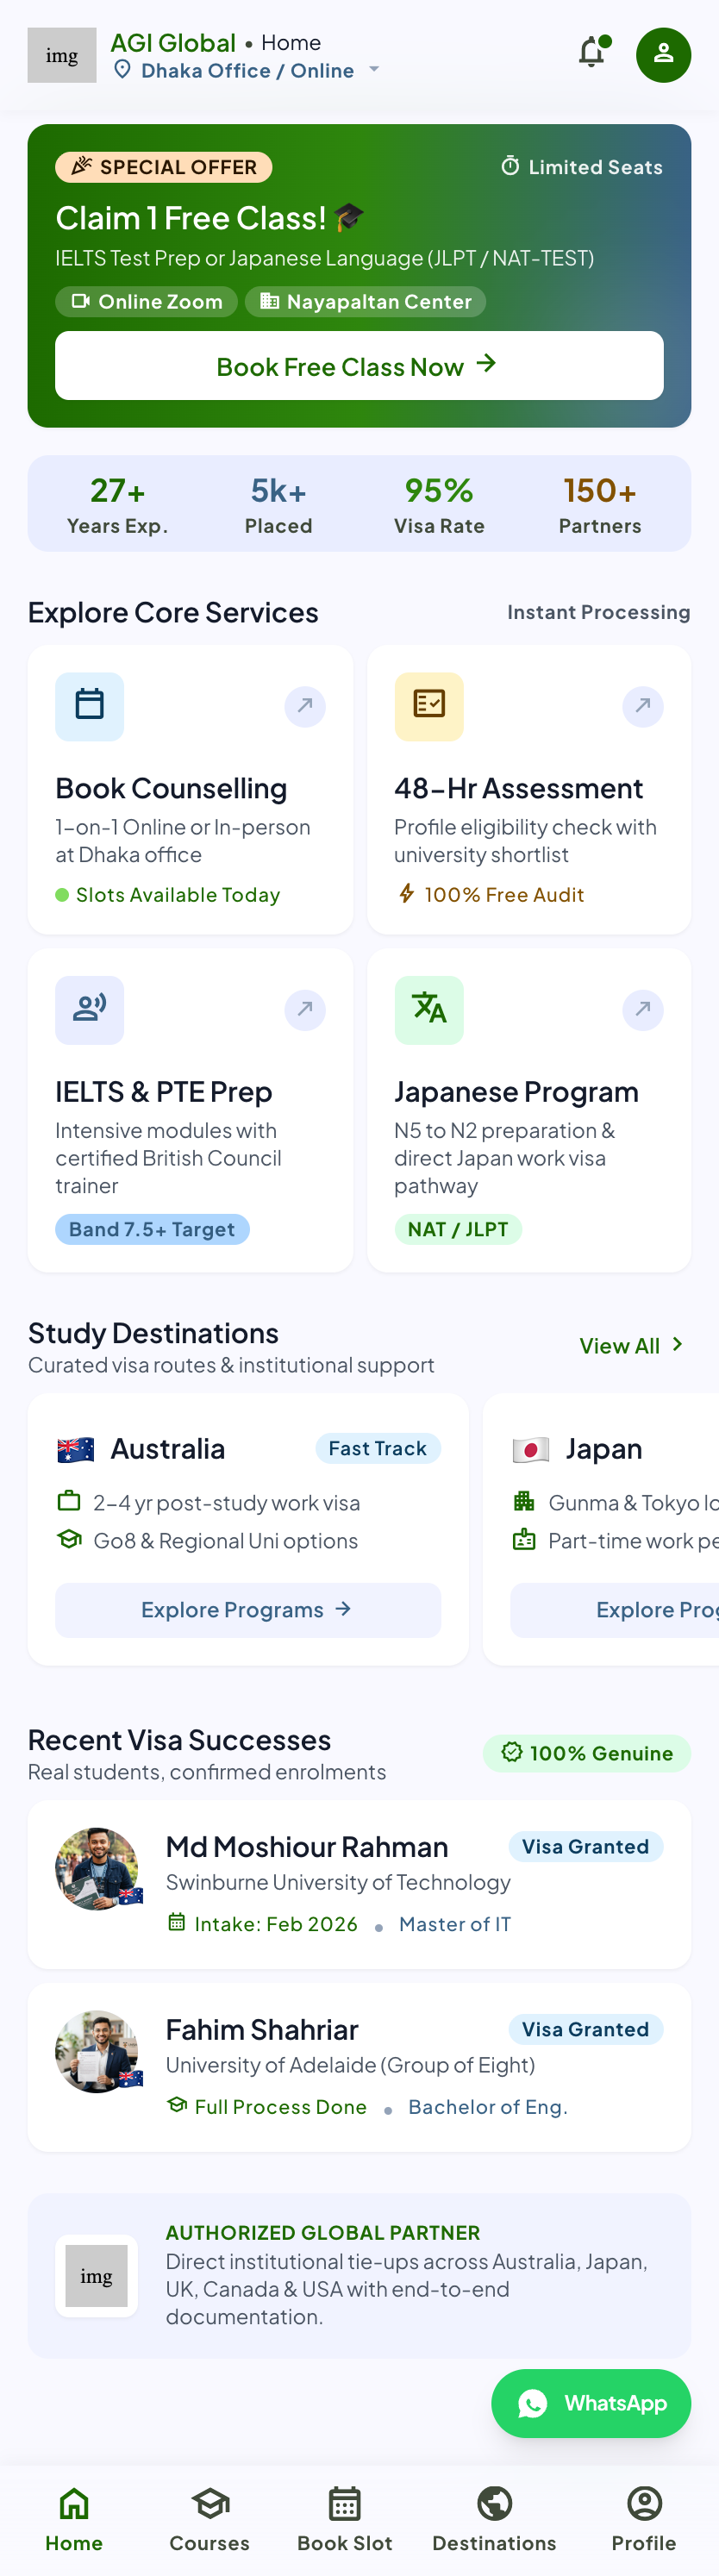 img
AGI Global • Home
Dhaka Office / Online
SPECIAL OFFER
Limited Seats
Claim 1 Free Class! 🎓
IELTS Test Prep or Japanese Language (JLPT / NAT-TEST)
Online Zoom
Nayapaltan Center
Book Free Class Now →
27+
Years Exp.
5k+
Placed
95%
Visa Rate
150+
Partners
Explore Core Services
Instant Processing
Book Counselling
1-on-1 Online or In-person
at Dhaka office
Slots Available Today
48-Hr Assessment
Profile eligibility check with
university shortlist
100% Free Audit
IELTS & PTE Prep
Intensive modules with
certified British Council
trainer
Band 7.5+ Target
Japanese Program
N5 to N2 preparation &
direct Japan work visa
pathway
NAT / JLPT
Study Destinations
Curated visa routes & institutional support
View All
🇦🇺 Australia
Fast Track
2-4 yr post-study work visa
Go8 & Regional Uni options
Explore Programs →
🇯🇵 Japan
Gunma & Tokyo
Part-time work
Explore
Recent Visa Successes
Real students, confirmed enrolments
100% Genuine
Md Moshiour Rahman
Visa Granted
Swinburne University of Technology
Intake: Feb 2026 • Master of IT
Fahim Shahriar
Visa Granted
University of Adelaide (Group of Eight)
Full Process Done • Bachelor of Eng.
img
AUTHORIZED GLOBAL PARTNER
Direct institutional tie-ups across Australia, Japan,
UK, Canada & USA with end-to-end
documentation.
WhatsApp
Home
Courses
Book Slot
Destinations
Profile